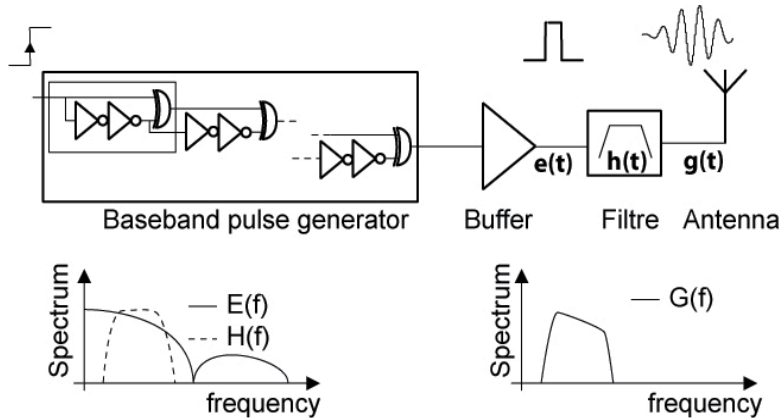 e(t)
h(t)
g(t)
Baseband pulse generator
Buffer
Filtre
Antenna
Spectrum
E(f)
H(f)
frequency
Spectrum
G(f)
frequency